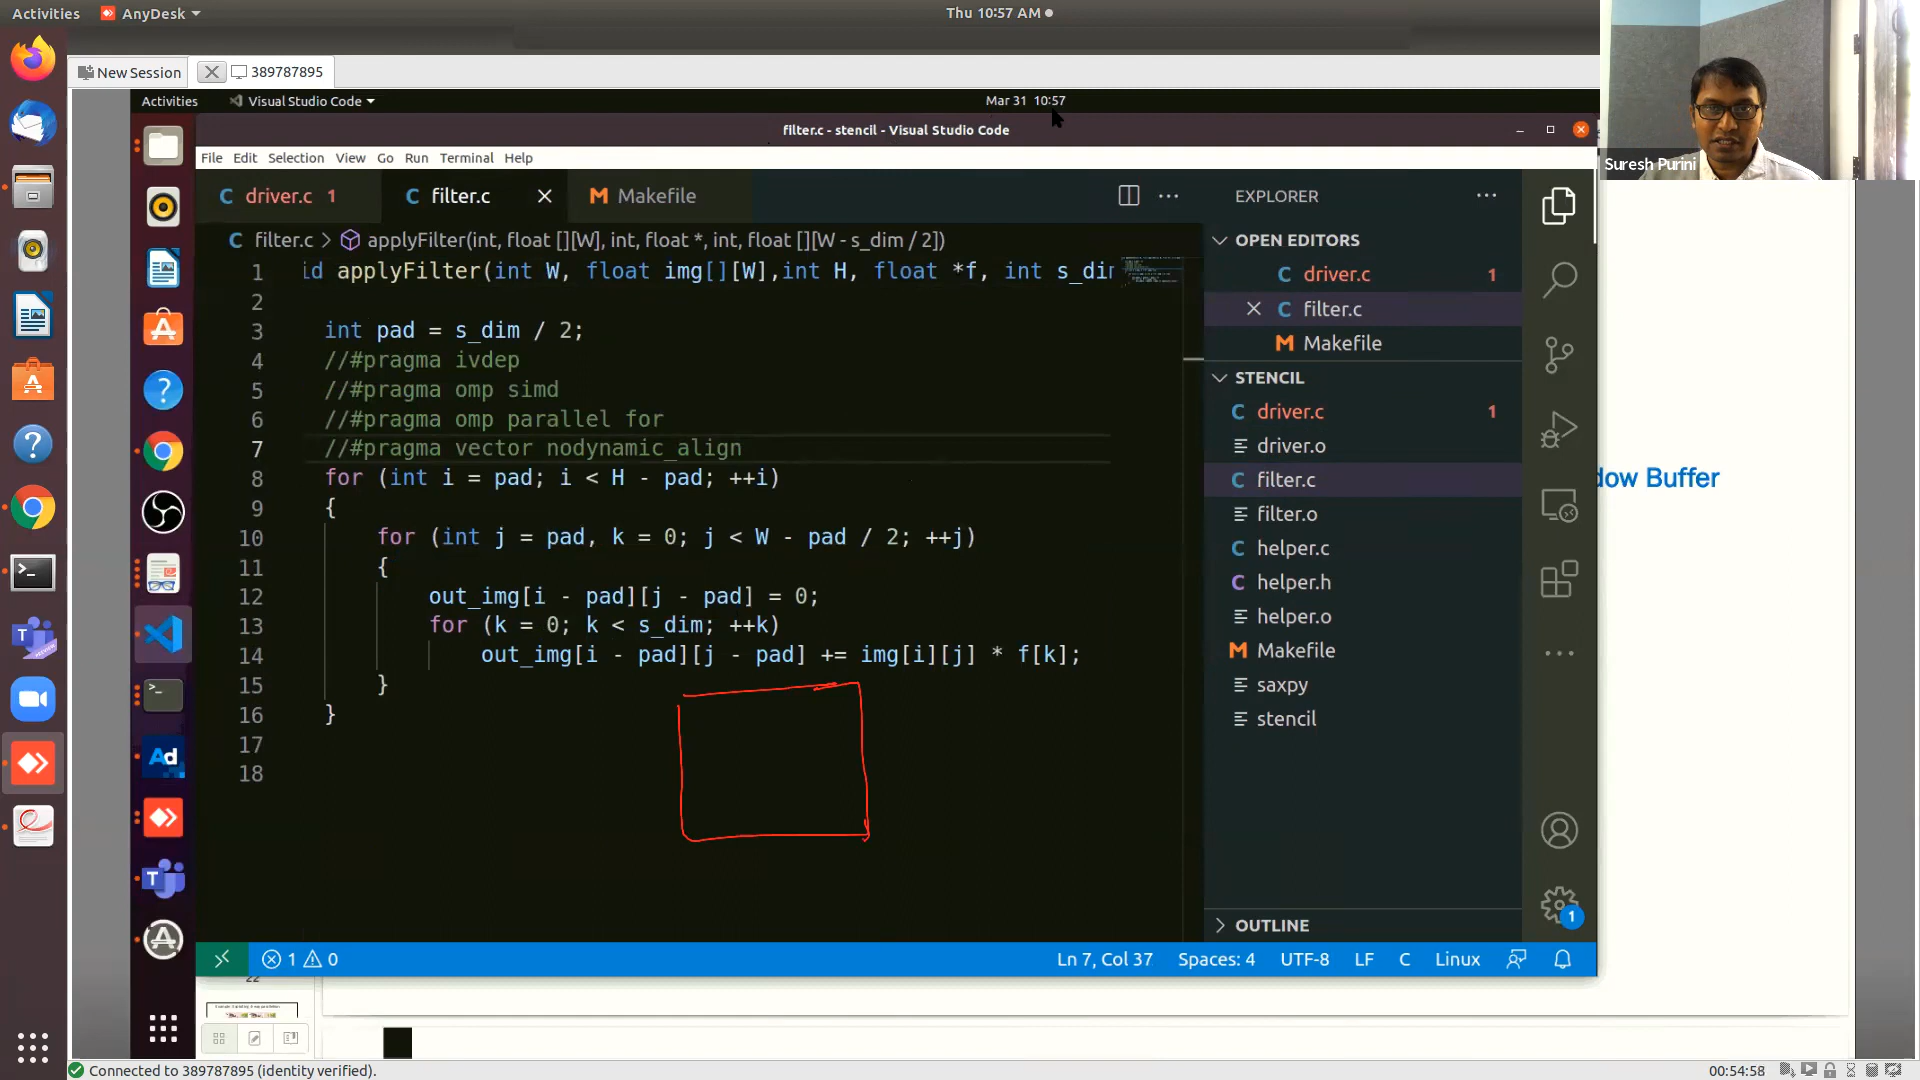 Activities
AnyDesk
Thu 10:57 AM
New Session
389787895
Activities
Visual Studio Code
Mar 31 10:57
filter.c - stencil - Visual Studio Code
Suresh Purini
File Edit Selection View Go Run Terminal Help
C driver.c 1
C filter.c
M Makefile
EXPLORER
C filter.c > applyFilter(int, float [][W], int, float *, int, float [][W - s_dim / 2])
OPEN EDITORS
C driver.c 1
C filter.c
M Makefile
STENCIL
C driver.c 1
driver.o
C filter.c
filter.o
C helper.c
C helper.h
helper.o
M Makefile
saxpy
stencil
OUTLINE
1 id applyFilter(int W, float img[][W],int H, float *f, int s_dim
2
3 int pad = s_dim / 2;
4 //#pragma ivdep
5 //#pragma omp simd
6 //#pragma omp parallel for
7 //#pragma vector nodynamic_align
8 for (int i = pad; i < H - pad; ++i)
9 {
10 for (int j = pad, k = 0; j < W - pad / 2; ++j)
11 {
12 out_img[i - pad][j - pad] = 0;
13 for (k = 0; k < s_dim; ++k)
14 out_img[i - pad][j - pad] += img[i][j] * f[k];
15 }
16 }
17
18
dow Buffer
1
1 0
Ln 7, Col 37 Spaces: 4 UTF-8 LF C Linux
22
Connected to 389787895 (identity verified).
00:54:58